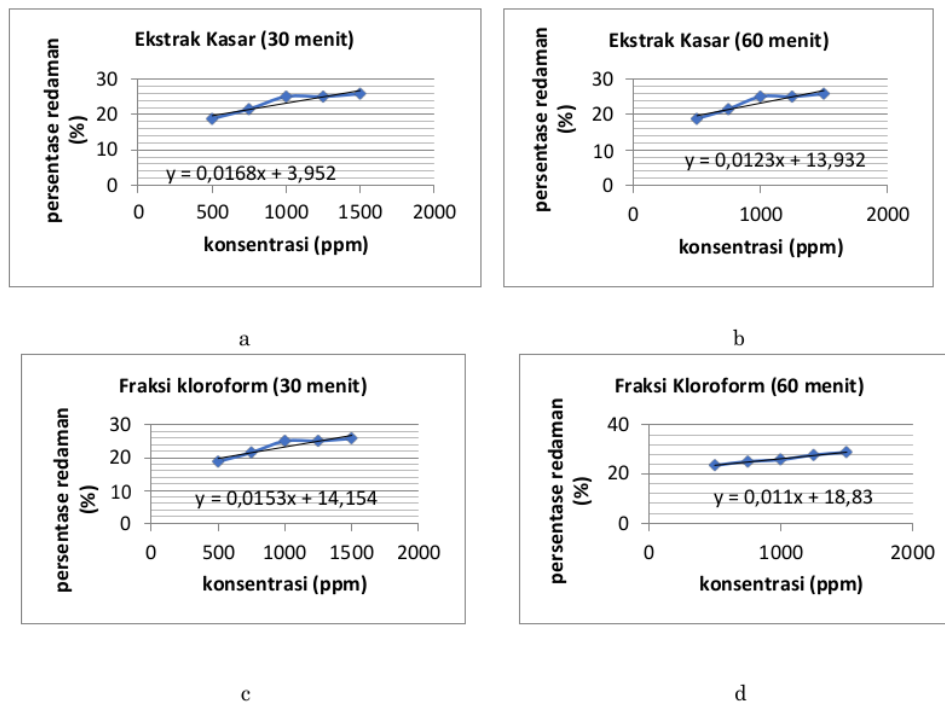 Ekstrak Kasar (30 menit)
persentase redaman
(%)
30
20
10
0
y = 0,0168x + 3,952
0 500 1000 1500 2000
konsentrasi (ppm)
a
Ekstrak Kasar (60 menit)
persentase redaman
(%)
30
20
10
0
y = 0,0123x + 13,932
0 1000 2000
konsentrasi (ppm)
b
Fraksi kloroform (30 menit)
persentase redaman
(%)
30
20
10
0
y = 0,0153x + 14,154
0 500 1000 1500 2000
konsentrasi (ppm)
c
Fraksi Kloroform (60 menit)
persentase redaman
(%)
40
20
0
y = 0,011x + 18,83
0 1000 2000
konsentrasi (ppm)
d